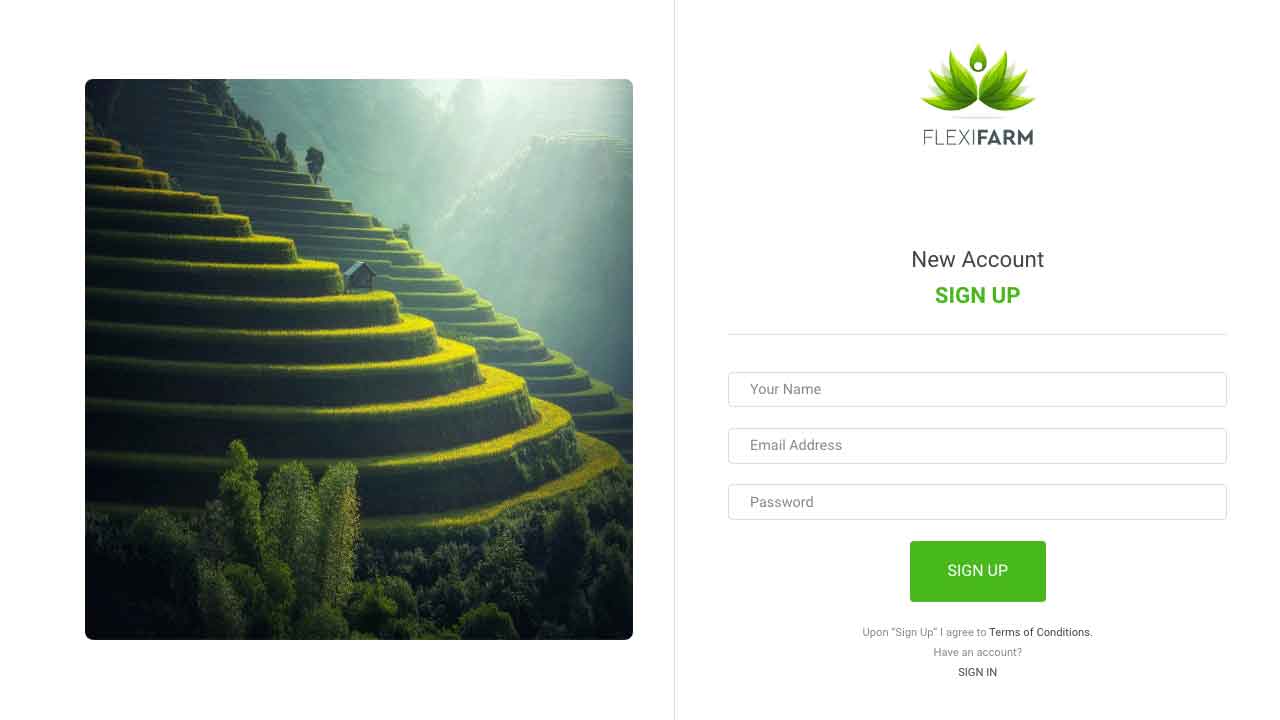 FLEXIFARM
New Account
SIGN UP
Your Name
Email Address
Password
SIGN UP
Upon "Sign Up" I agree to Terms of Conditions.
Have an account?
SIGN IN